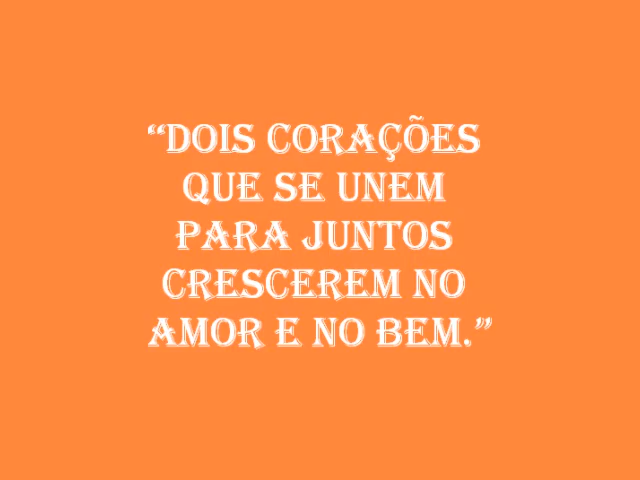 “DOIS CORAÇÕES
QUE SE UNEM
PARA JUNTOS
CRESCEREM NO
AMOR E NO BEM.”